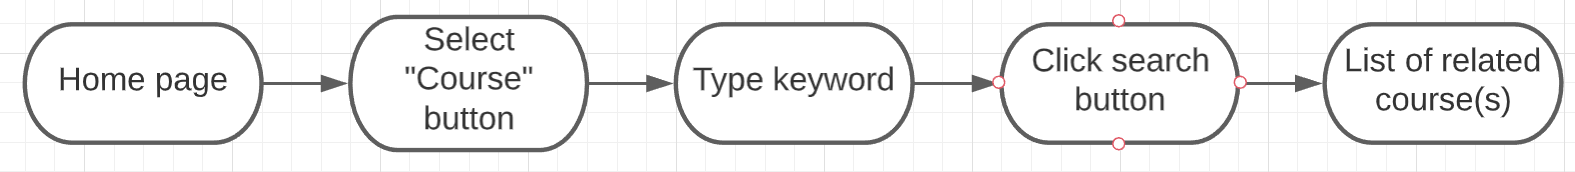 Home page
Select
"Course"
button
Type keyword
Click search
button
List of related
course(s)